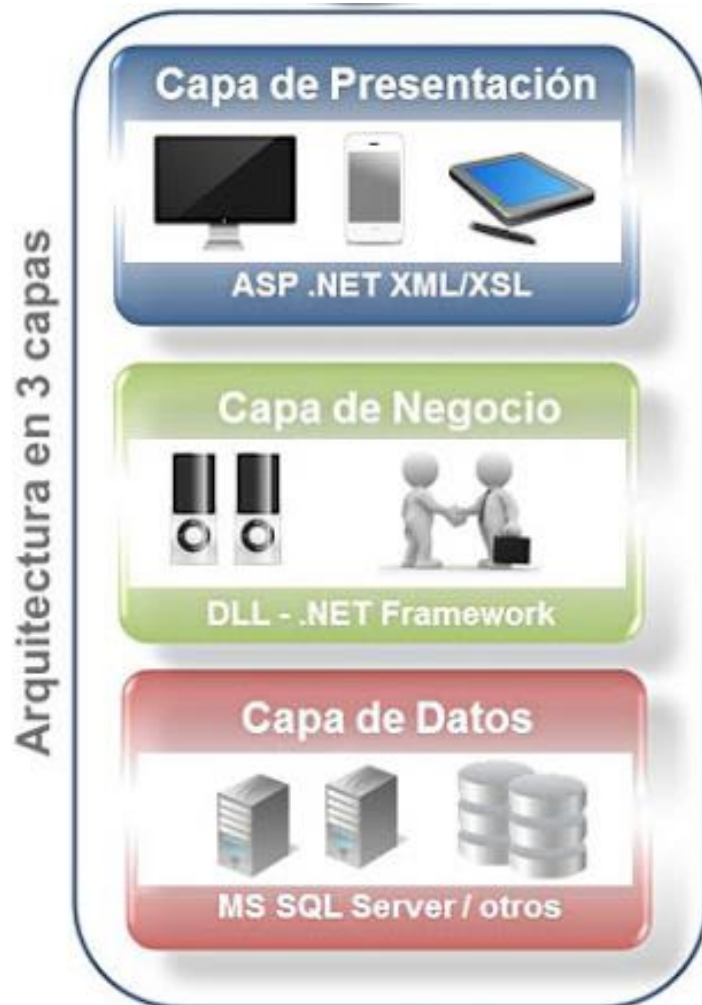 Arquitectura en 3 capas
Capa de Presentación
ASP .NET XML/XSL
Capa de Negocio
DLL - .NET Framework
Capa de Datos
MS SQL Server / otros